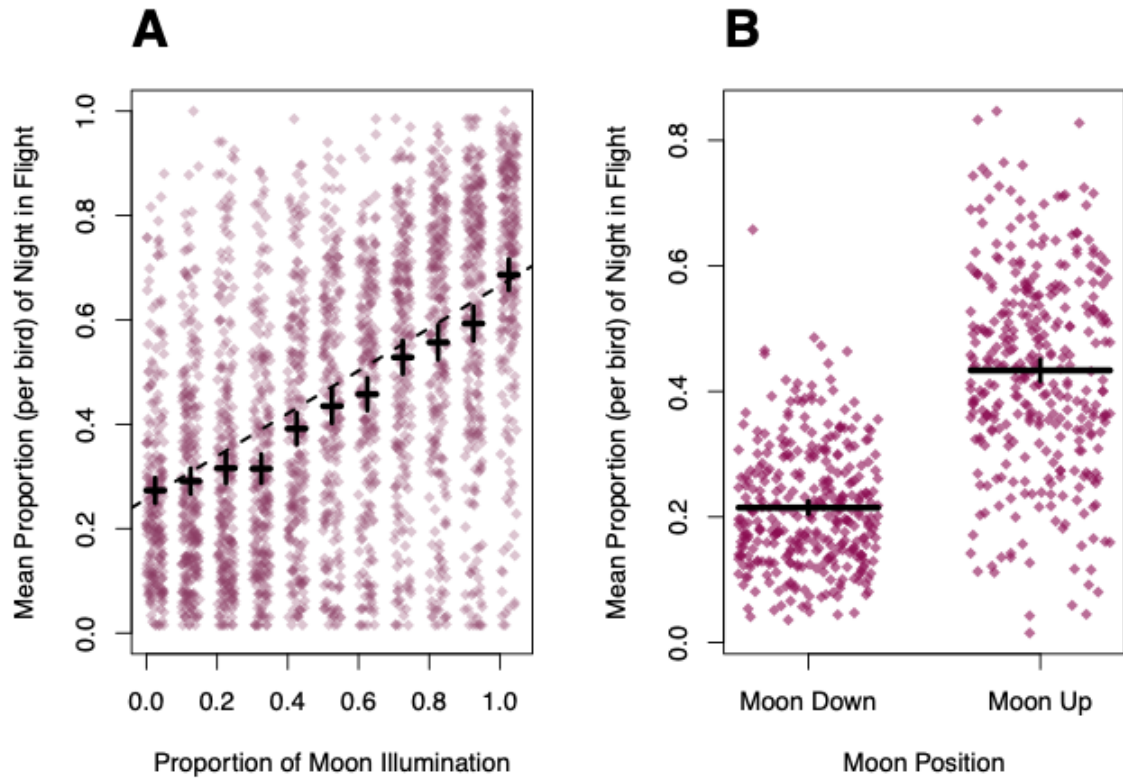 A
Mean Proportion (per bird) of Night in Flight
1.0
0.8
0.6
0.4
0.2
0.0
0.0 0.2 0.4 0.6 0.8 1.0
Proportion of Moon Illumination
B
Mean Proportion (per bird) of Night in Flight
0.8
0.6
0.4
0.2
0.0
Moon Down Moon Up
Moon Position